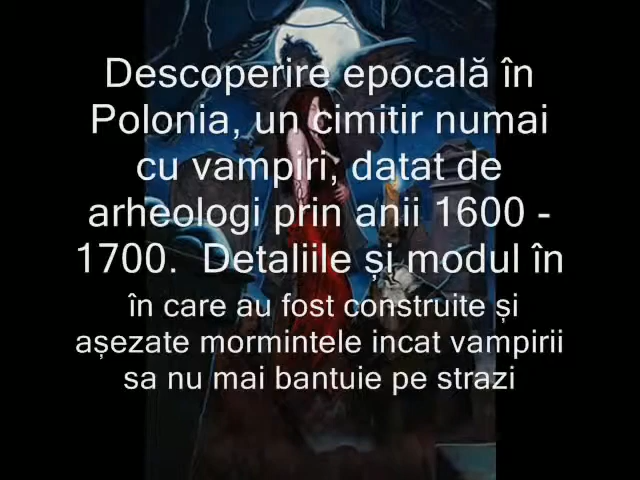 Descoperire epocală în
Polonia, un cimitir numai
cu vampiri, datat de
arheologi prin anii 1600 -
1700.  Detaliile și modul în
în care au fost construite și
așezate mormintele incat vampirii
sa nu mai bantuie pe strazi